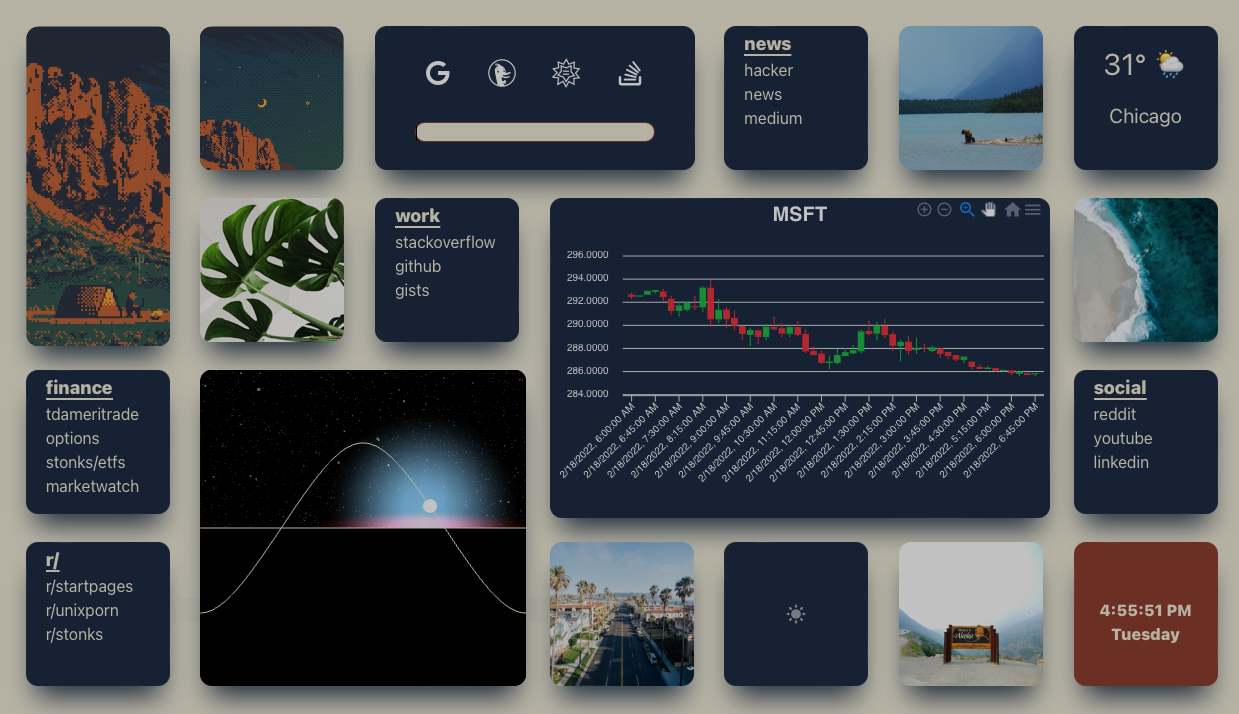 news
hacker
news
medium
31°
Chicago
work
stackoverflow
github
gists
MSFT
296.0000
294.0000
292.0000
290.0000
288.0000
286.0000
284.0000
2/18/2022, 6:00:00 AM
2/18/2022, 6:45:00 AM
2/18/2022, 7:30:00 AM
2/18/2022, 8:15:00 AM
2/18/2022, 9:00:00 AM
2/18/2022, 9:45:00 AM
2/18/2022, 10:30:00 AM
2/18/2022, 11:15:00 AM
2/18/2022, 12:00:00 PM
2/18/2022, 12:45:00 PM
2/18/2022, 1:30:00 PM
2/18/2022, 2:15:00 PM
2/18/2022, 3:00:00 PM
2/18/2022, 3:45:00 PM
2/18/2022, 4:30:00 PM
2/18/2022, 5:15:00 PM
2/18/2022, 6:00:00 PM
2/18/2022, 6:45:00 PM
finance
tdameritrade
options
stonks/etfs
marketwatch
social
reddit
youtube
linkedin
r/
r/startpages
r/unixporn
r/stonks
Alaska
4:55:51 PM
Tuesday